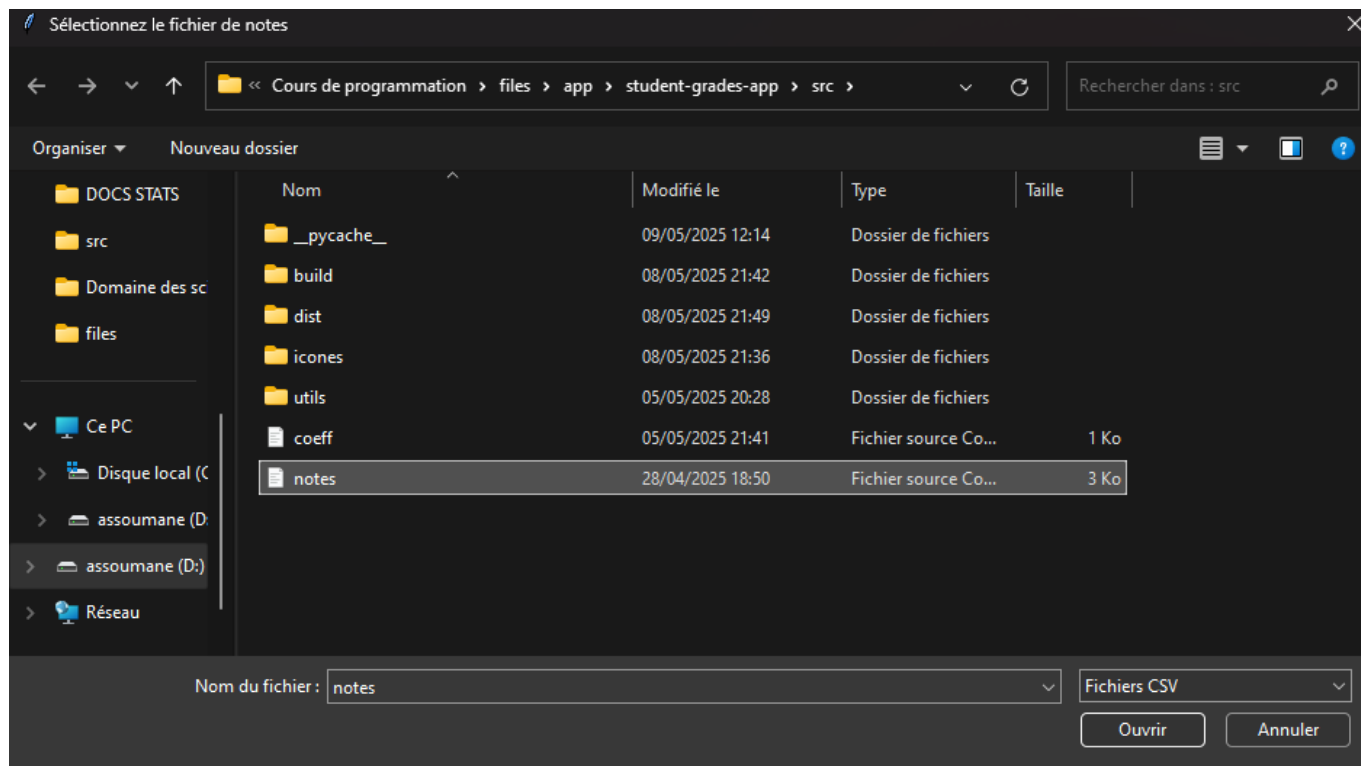 Sélectionnez le fichier de notes
« Cours de programmation › files › app › student-grades-app › src ›
Rechercher dans : src
Organiser
Nouveau dossier
DOCS STATS
src
Domaine des sc
files
Ce PC
Disque local (C
assoumane (D:
assoumane (D:)
Réseau
Nom Modifié le Type Taille
__pycache__ 09/05/2025 12:14 Dossier de fichiers
build 08/05/2025 21:42 Dossier de fichiers
dist 08/05/2025 21:49 Dossier de fichiers
icones 08/05/2025 21:36 Dossier de fichiers
utils 05/05/2025 20:28 Dossier de fichiers
coeff 05/05/2025 21:41 Fichier source Co... 1 Ko
notes 28/04/2025 18:50 Fichier source Co... 3 Ko
Nom du fichier : notes
Fichiers CSV
Ouvrir
Annuler